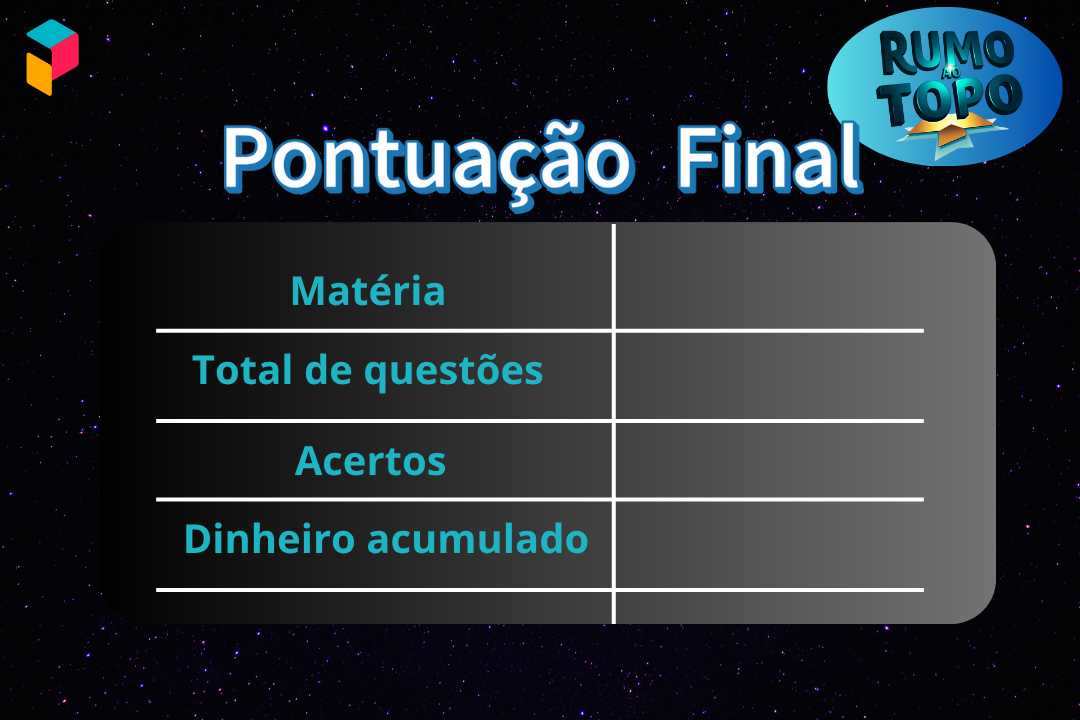 RUMO
AO
TOPO
Pontuação Final
Matéria
Total de questões
Acertos
Dinheiro acumulado